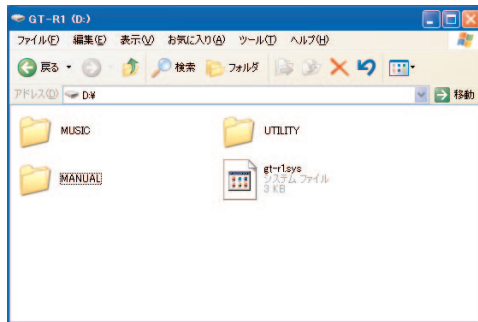 GT-R1 (D:)
ファイル(F) 編集(E) 表示(V) お気に入り(A) ツール(T) ヘルプ(H)
戻る 検索 フォルダ
アドレス(D) D:¥ 移動
MUSIC UTILITY
MANUAL gt-r1.sys
システム ファイル
3 KB